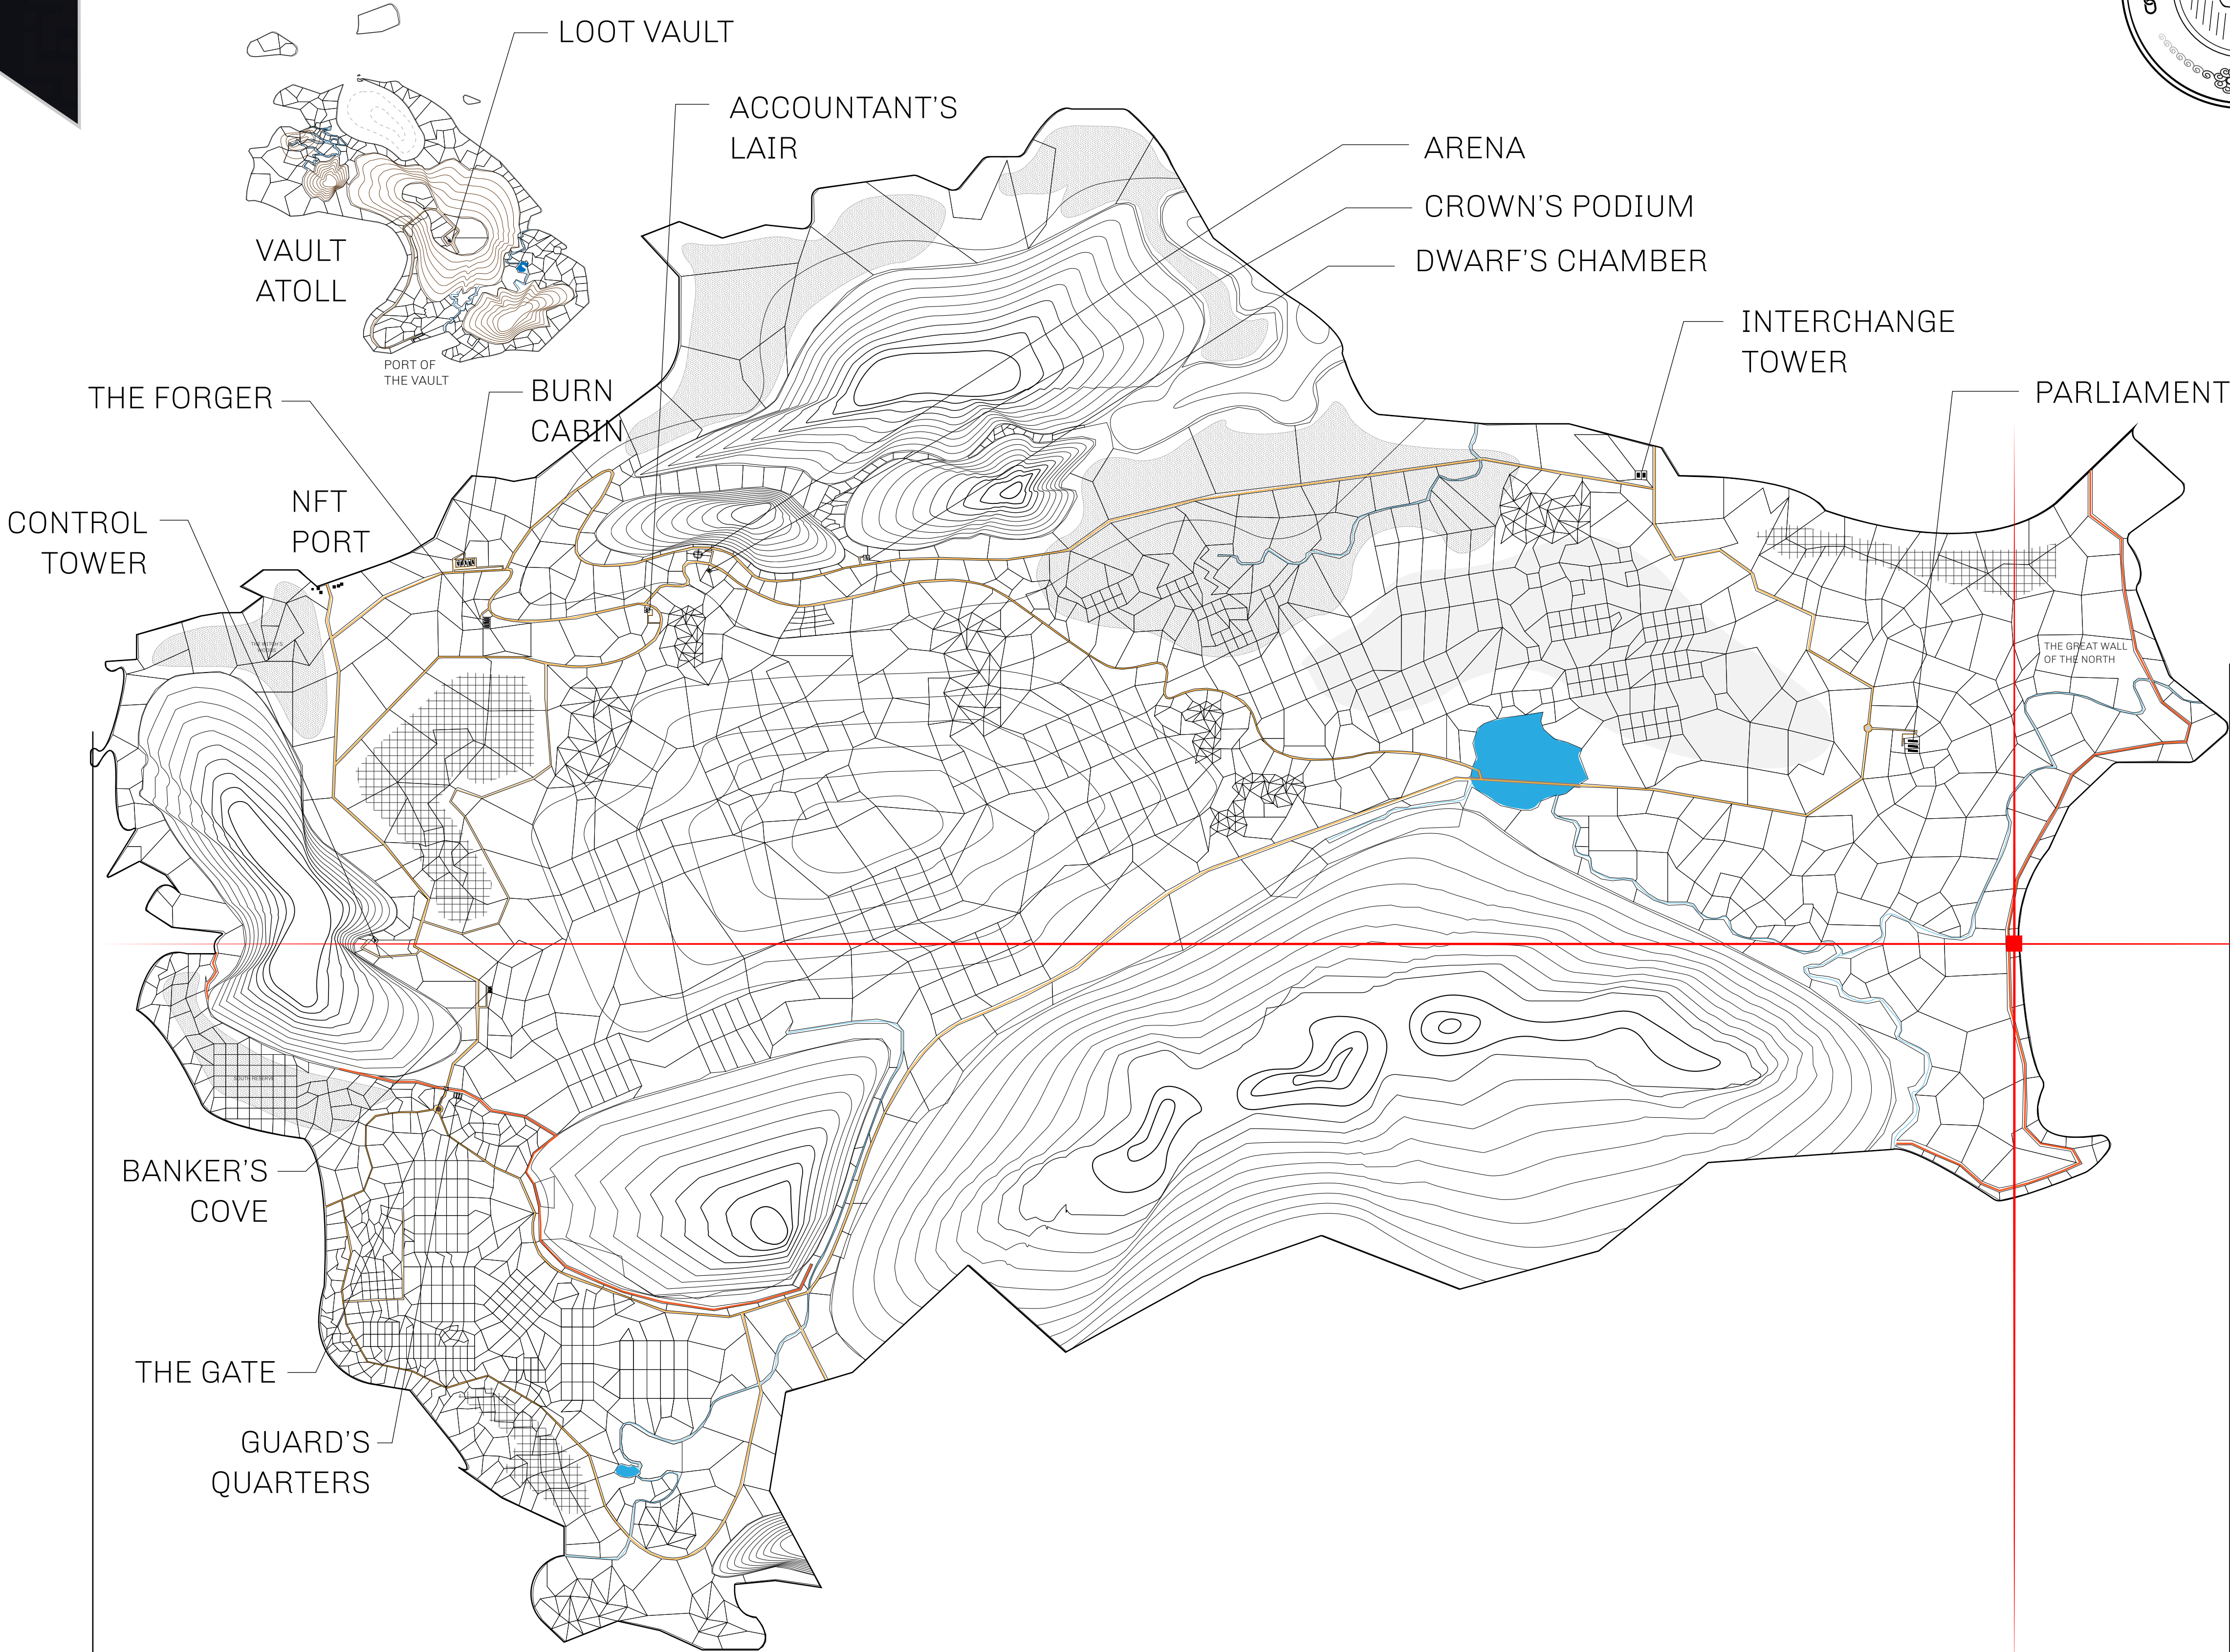 LOOT VAULT
ACCOUNTANT'S
LAIR
ARENA
CROWN'S PODIUM
DWARF'S CHAMBER
VAULT
ATOLL
INTERCHANGE
TOWER
PORT OF
THE VAULT
THE FORGER
BURN
CABIN
PARLIAMENT
NFT
PORT
CONTROL
TOWER
THE GREAT WALL
OF THE NORTH
SOUTH RESERVE
BANKER'S
COVE
THE GATE
GUARD'S
QUARTERS